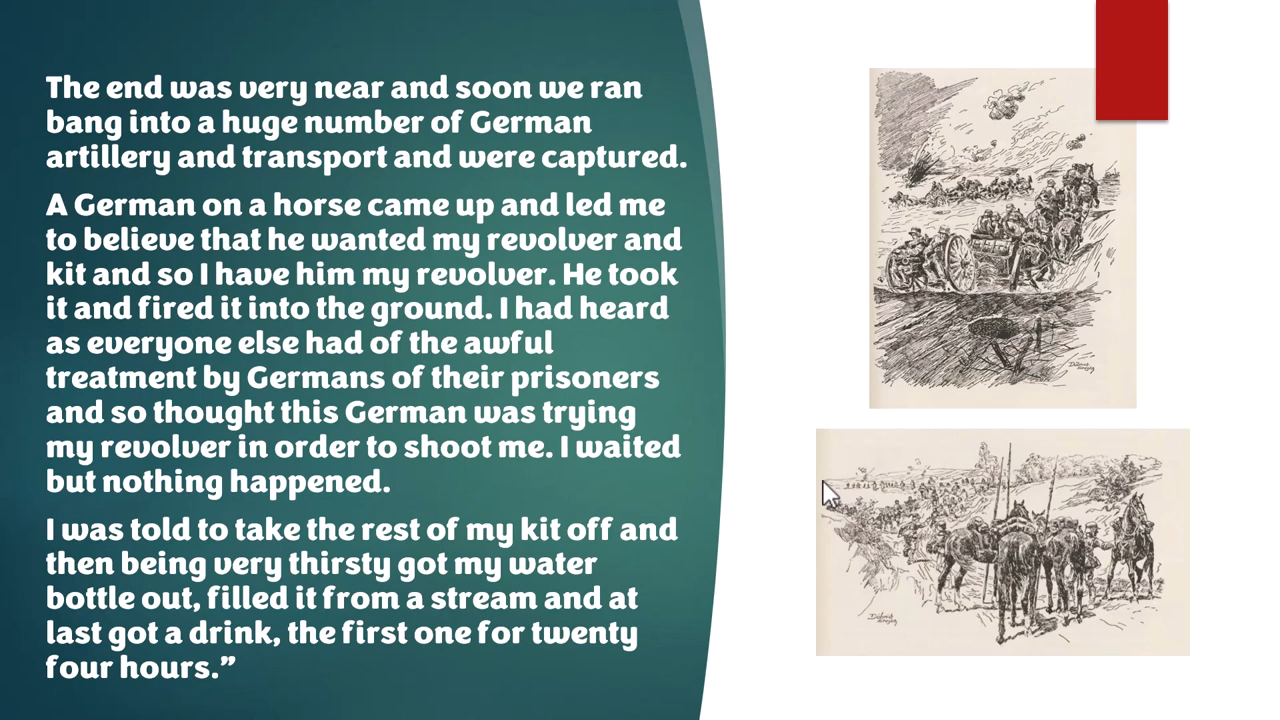 The end was very near and soon we ran
bang into a huge number of German
artillery and transport and were captured.
A German on a horse came up and led me
to believe that he wanted my revolver and
kit and so I have him my revolver. He took
it and fired it into the ground. I had heard
as everyone else had of the awful
treatment by Germans of their prisoners
and so thought this German was trying
my revolver in order to shoot me. I waited
but nothing happened.
I was told to take the rest of my kit off and
then being very thirsty got my water
bottle out, filled it from a stream and at
last got a drink, the first one for twenty
four hours.”